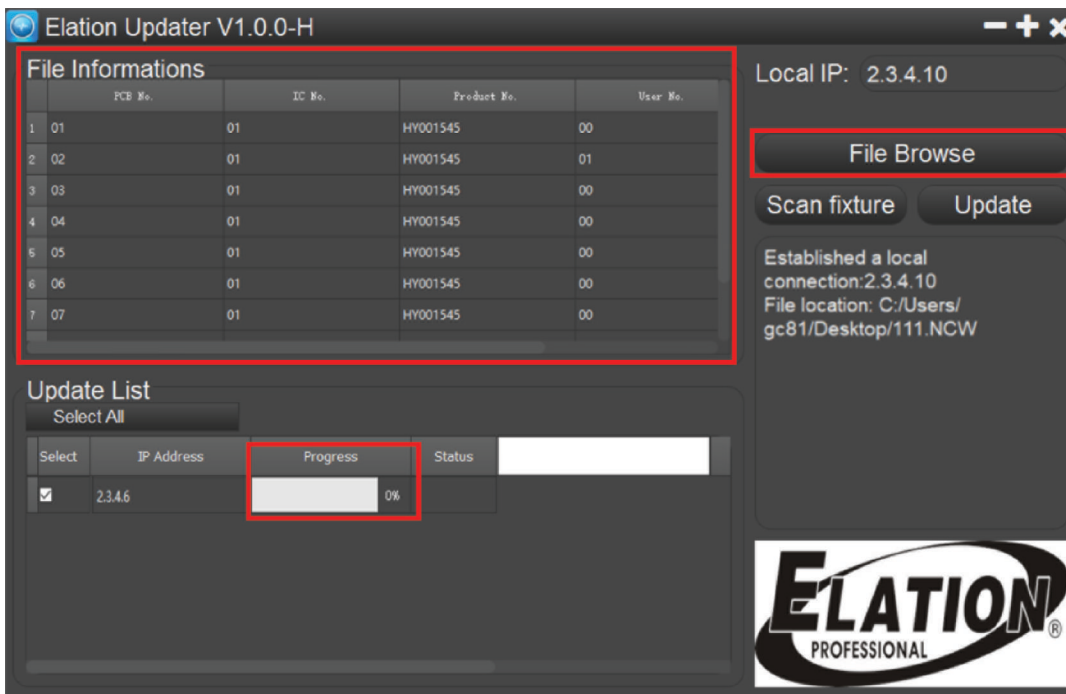 Elation Updater V1.0.0-H
File Informations
PCB No. IC No. Product No. User No.
1 01 01 HY001545 00
2 02 01 HY001545 01
3 03 01 HY001545 00
4 04 01 HY001545 00
5 05 01 HY001545 00
6 06 01 HY001545 00
7 07 01 HY001545 00
Update List
Select All
Select IP Address Progress Status
2.3.4.6 0%
Local IP: 2.3.4.10
File Browse
Scan fixture Update
Established a local
connection:2.3.4.10
File location: C:/Users/
gc81/Desktop/111.NCW
ELATION®
PROFESSIONAL